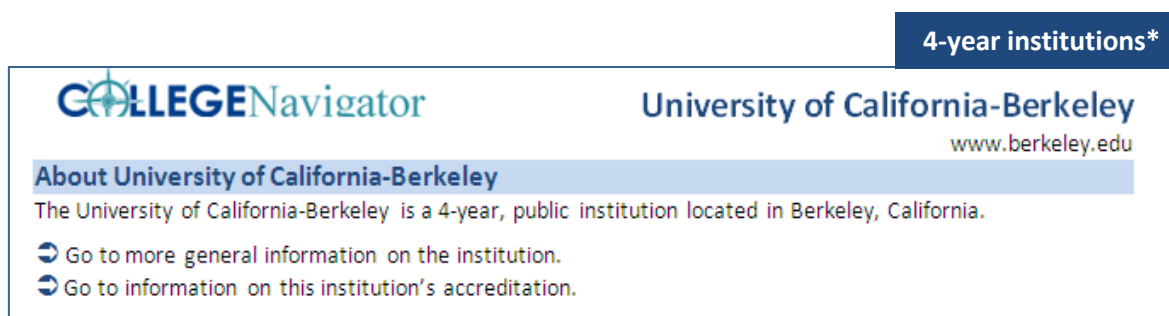 4-year institutions*
COLLEGENavigator
University of California-Berkeley
www.berkeley.edu
About University of California-Berkeley
The University of California-Berkeley is a 4-year, public institution located in Berkeley, California.
Go to more general information on the institution.
Go to information on this institution's accreditation.